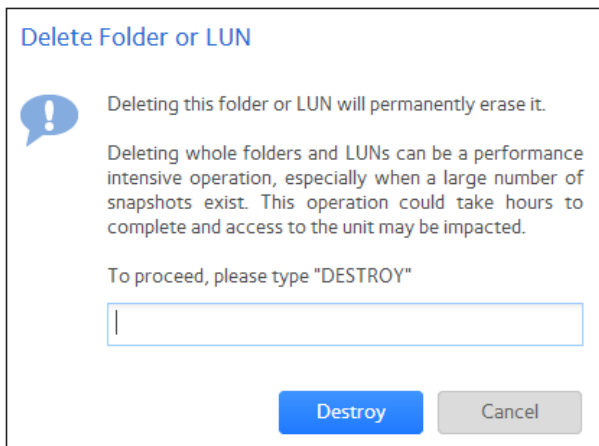 Delete Folder or LUN
Deleting this folder or LUN will permanently erase it.
Deleting whole folders and LUNs can be a performance
intensive operation, especially when a large number of
snapshots exist. This operation could take hours to
complete and access to the unit may be impacted.
To proceed, please type "DESTROY"
Destroy
Cancel